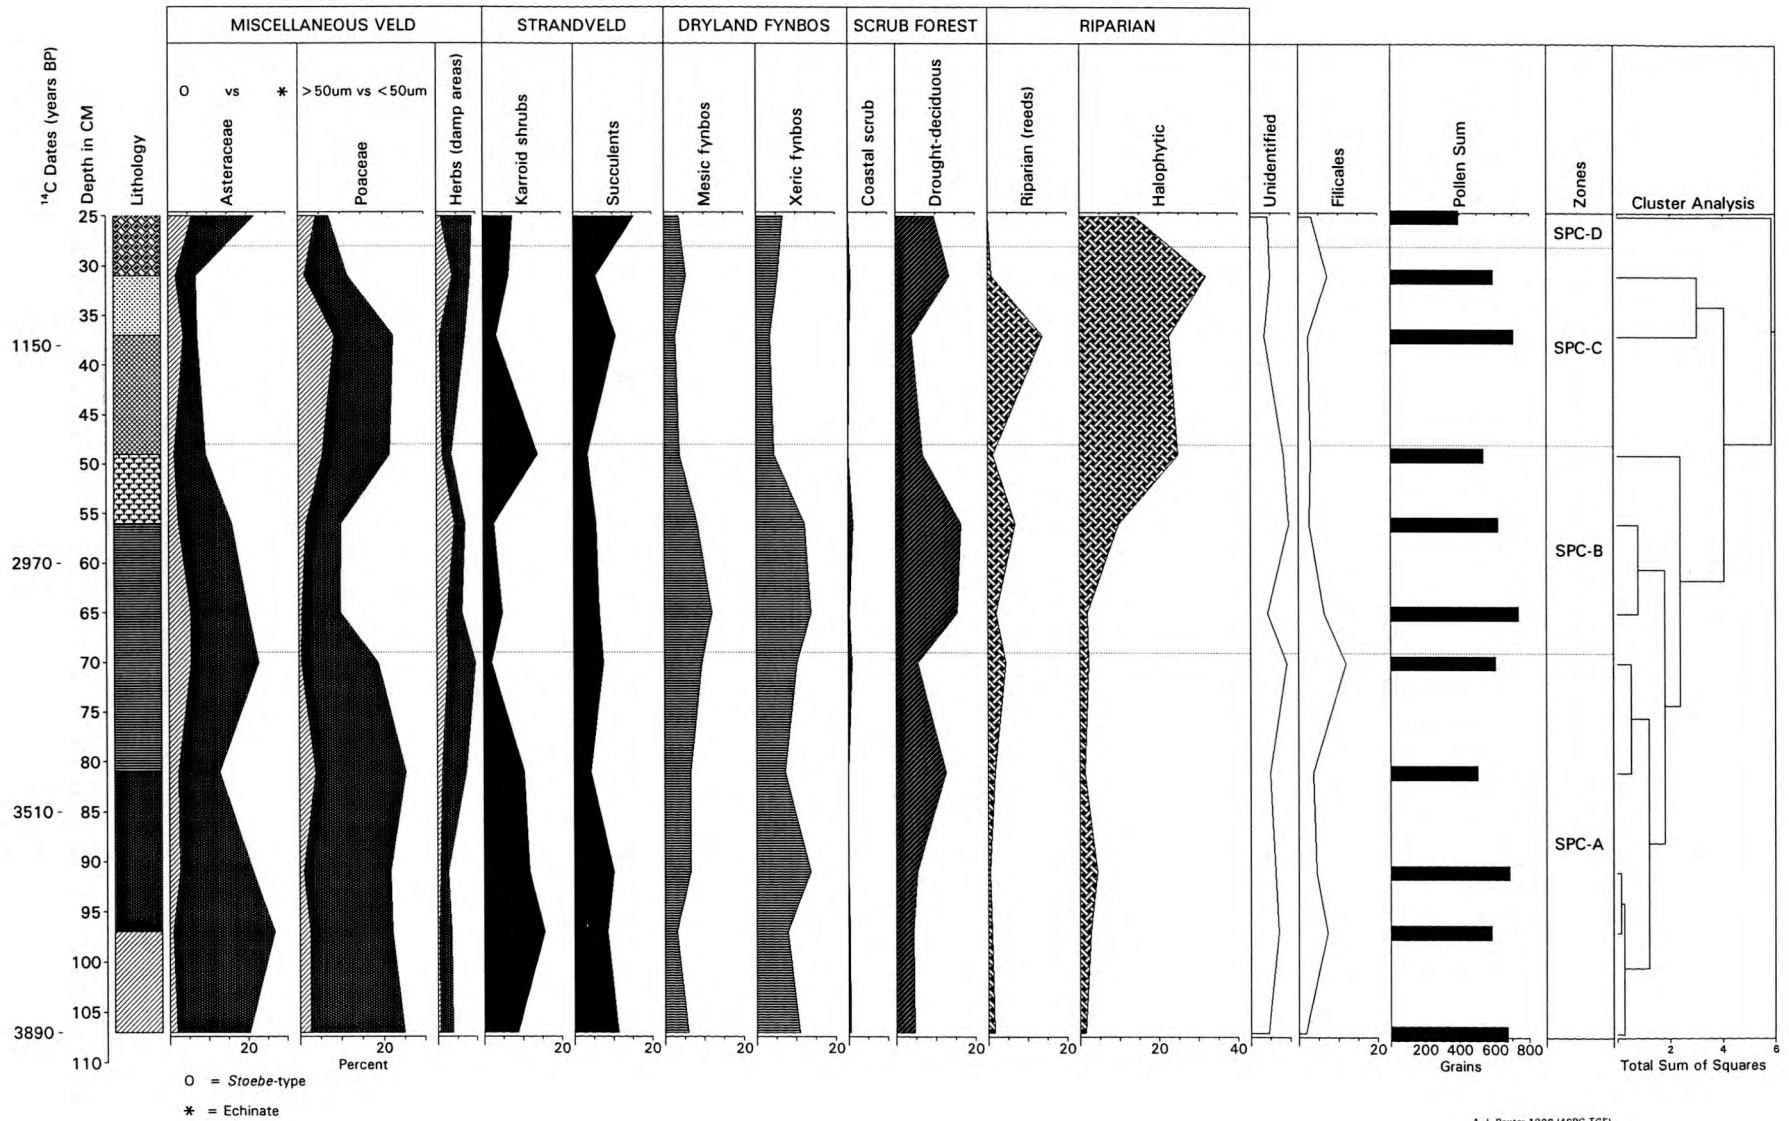 MISCELLANEOUS VELD STRANDVELD DRYLAND FYNBOS SCRUB FOREST RIPARIAN
O vs * >50um vs <50um
¹⁴C Dates (years BP)
Depth in CM
Lithology
Asteraceae
Poaceae
Herbs (damp areas)
Karroid shrubs
Succulents
Mesic fynbos
Xeric fynbos
Coastal scrub
Drought-deciduous
Riparian (reeds)
Halophytic
Unidentified
Filicales
Pollen Sum
Zones
Cluster Analysis
25
SPC-D
30
35
1150 - SPC-C
40
45
50
55
2970 - 60 SPC-B
65
70
75
80
3510 - 85
90 SPC-A
95
100
105
3890 -
110
20 20 20 20 20 20 20 20 20 40 20 200 400 600 800 2 4 6
Percent Grains Total Sum of Squares
O = Stoebe-type
* = Echinate